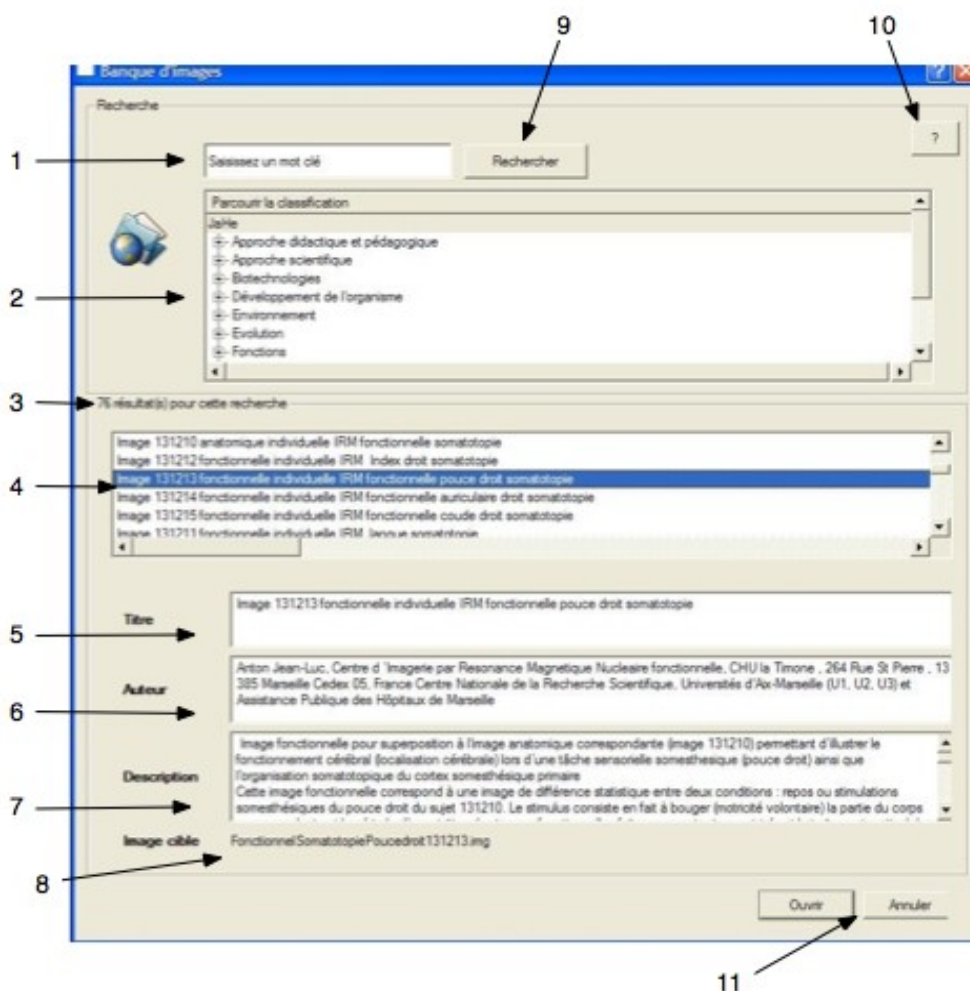 9
10
Banque d'images
?
X
Recherche
?
1
Saisissez un mot clé
Rechercher
Parcourir la classification
JaHe
Approche didactique et pédagogique
Approche scientifique
Biotechnologies
2
Développement de l'organisme
Environnement
Evolution
Fonctions
3
76 résultat(s) pour cette recherche
Image 131210 anatomique individuelle IRM fonctionnelle somatotopie
Image 131212 fonctionnelle individuelle IRM Index droit somatotopie
4
Image 131213 fonctionnelle individuelle IRM fonctionnelle pouce droit somatotopie
Image 131214 fonctionnelle individuelle IRM fonctionnelle auriculaire droit somatotopie
Image 131215 fonctionnelle individuelle IRM fonctionnelle coude droit somatotopie
Image 131211 fonctionnelle individuelle IRM langue somatotopie
5
Titre
Image 131213 fonctionnelle individuelle IRM fonctionnelle pouce droit somatotopie
6
Auteur
Anton Jean-Luc, Centre d 'Imagerie par Resonance Magnetique Nucleaire fonctionnelle, CHU la Timone , 264 Rue St Pierre , 13
385 Marseille Cedex 05, France Centre Nationale de la Recherche Scientifique, Universités d'Aix-Marseille (U1, U2, U3) et
Assistance Publique des Hôpitaux de Marseille
7
Description
Image fonctionnelle pour superposition à l'image anatomique correspondante (image 131210) permettant d'illustrer le
fonctionnement cérébral (localisation cérébrale) lors d'une tâche sensorielle somesthesique (pouce droit) ainsi que
l'organisation somatotopique du cortex somesthésique primaire
Cette image fonctionnelle correspond à une image de différence statistique entre deux conditions : repos ou stimulations
somesthésiques du pouce droit du sujet 131210. Le stimulus consiste en fait à bouger (motricité volontaire) la partie du corps
8
Image cible
FonctionnelSomatotopiePoucedroit131213.img
Ouvrir
Annuler
11